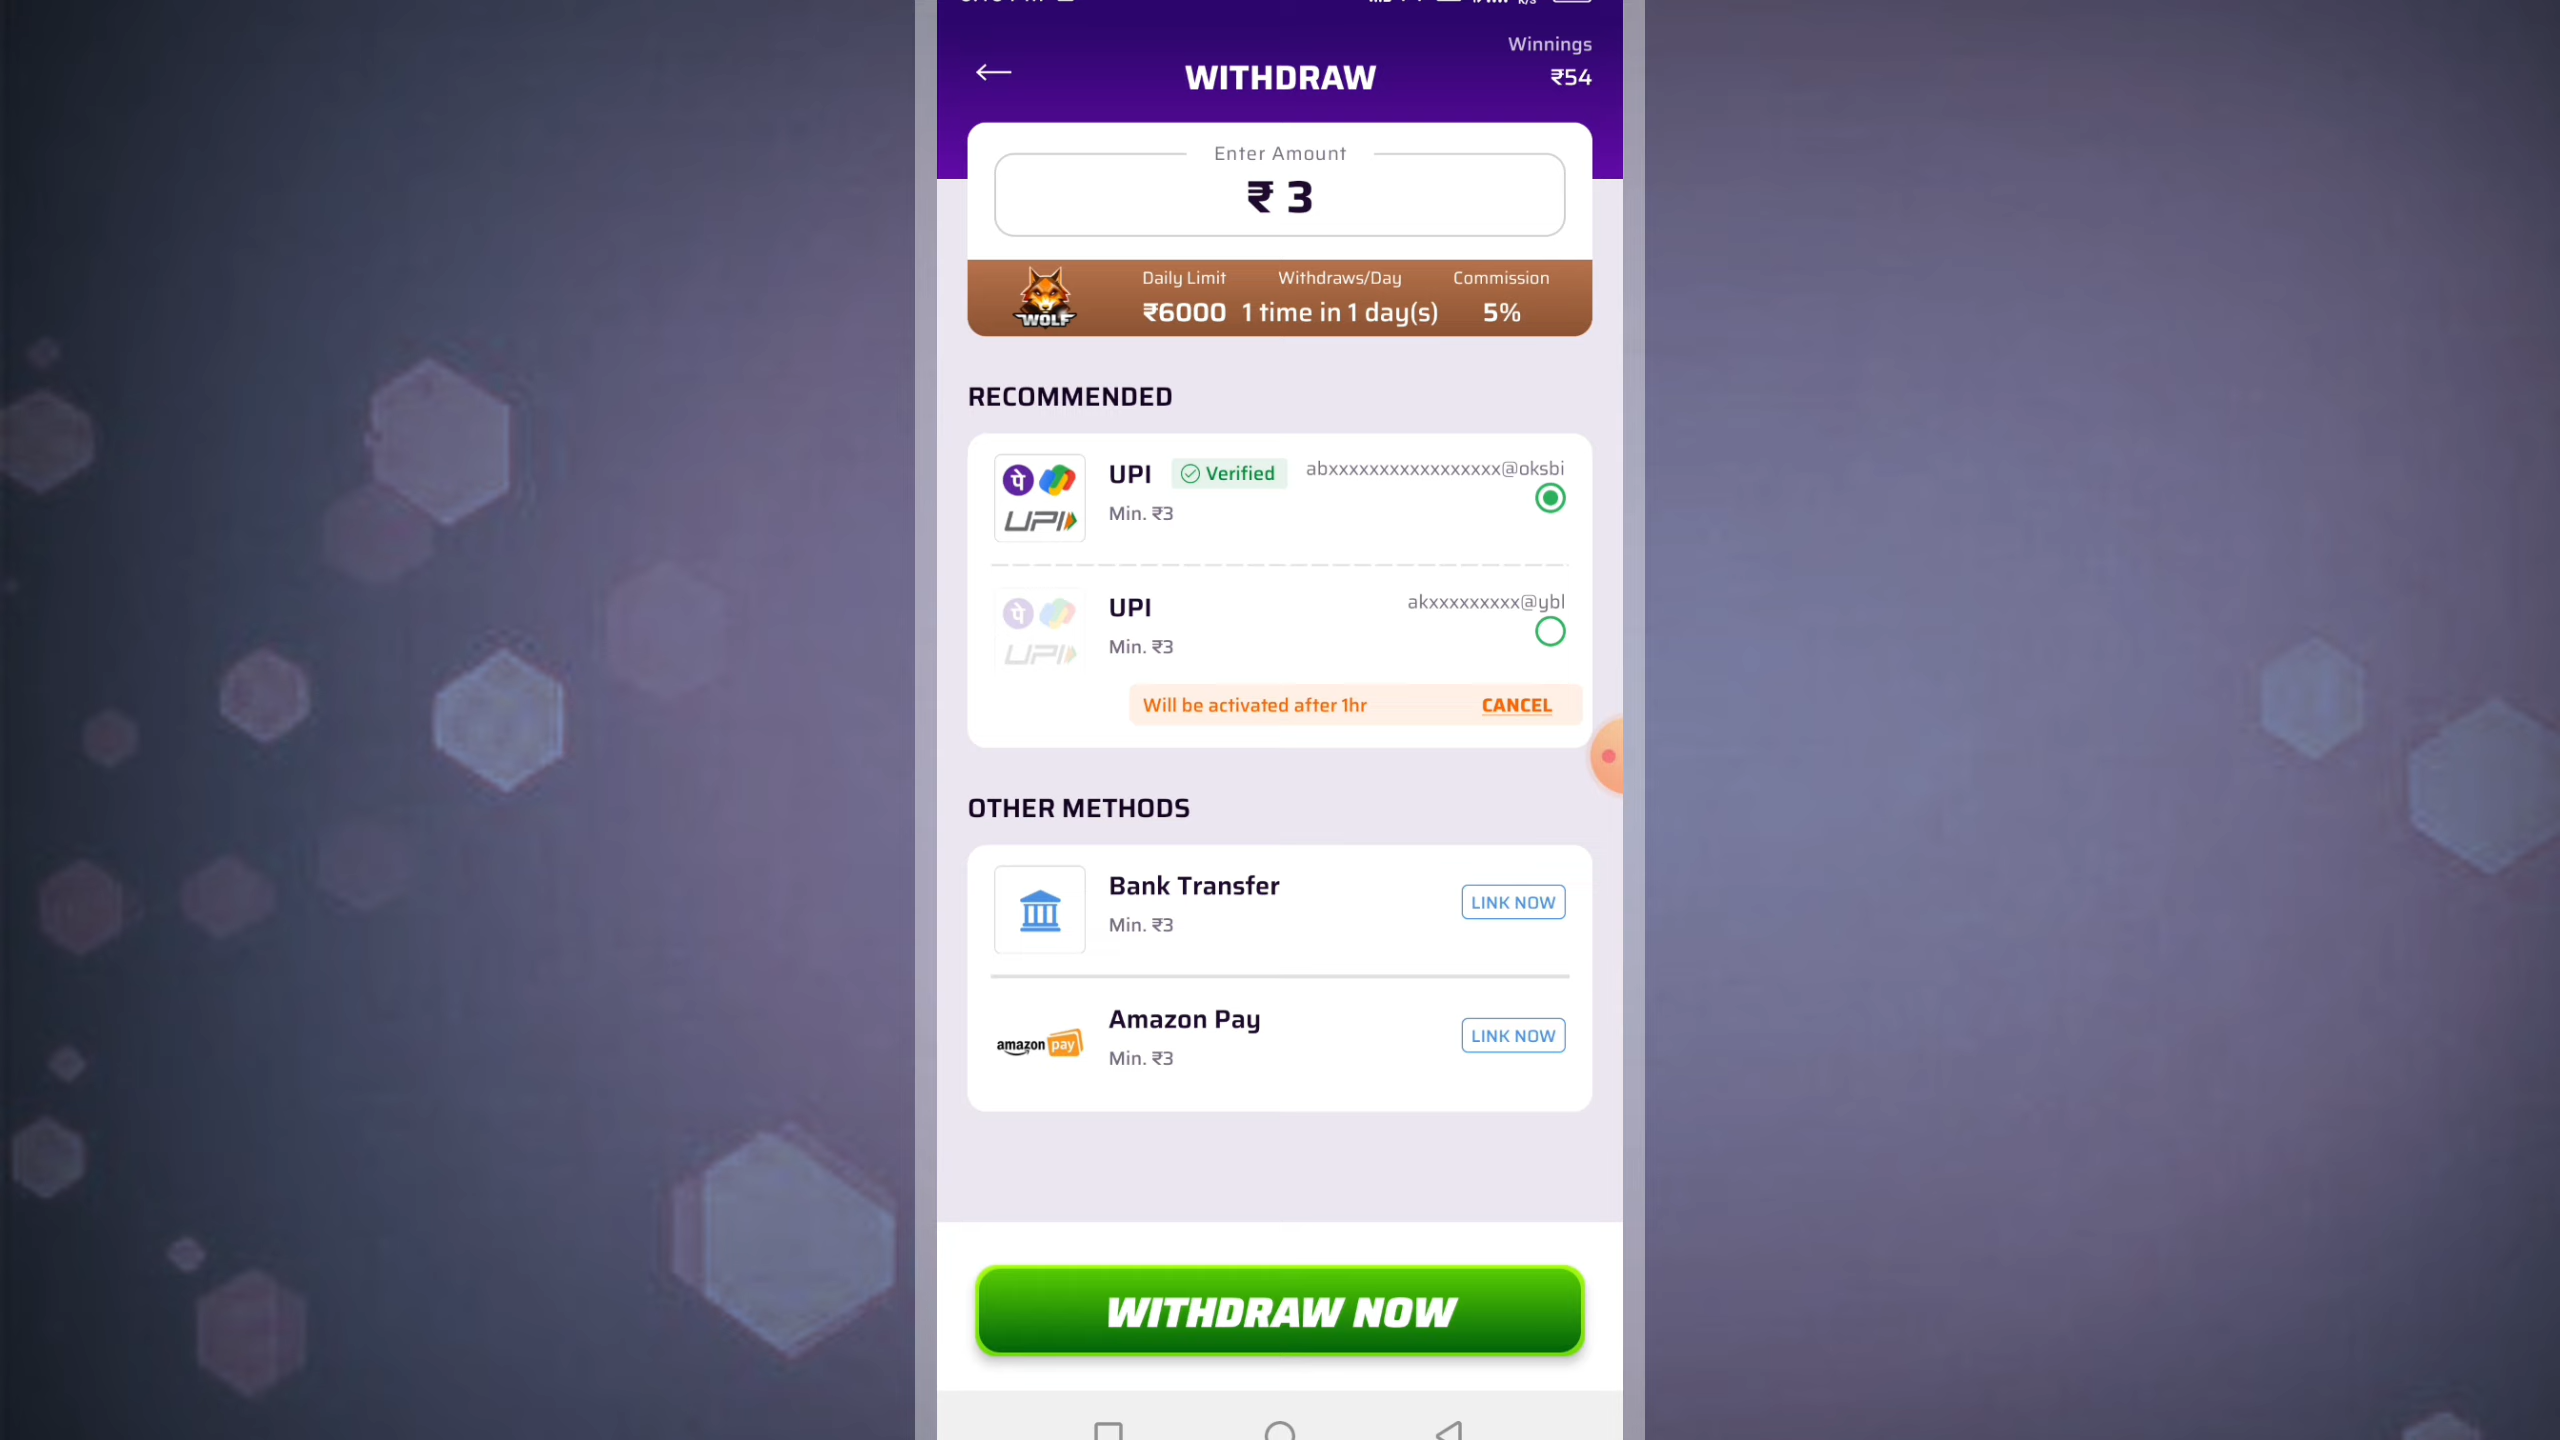 Winnings
WITHDRAW
₹54
Enter Amount
₹ 3
Daily Limit Withdraws/Day Commission
WOLF ₹6000 1 time in 1 day(s) 5%
RECOMMENDED
पे UPI Verified abxxxxxxxxxxxxxxxxx@oksbi
UPI Min. ₹3
पे UPI akxxxxxxxxxx@ybl
UPI Min. ₹3
Will be activated after 1hr CANCEL
OTHER METHODS
Bank Transfer LINK NOW
Min. ₹3
Amazon Pay LINK NOW
amazon pay Min. ₹3
WITHDRAW NOW